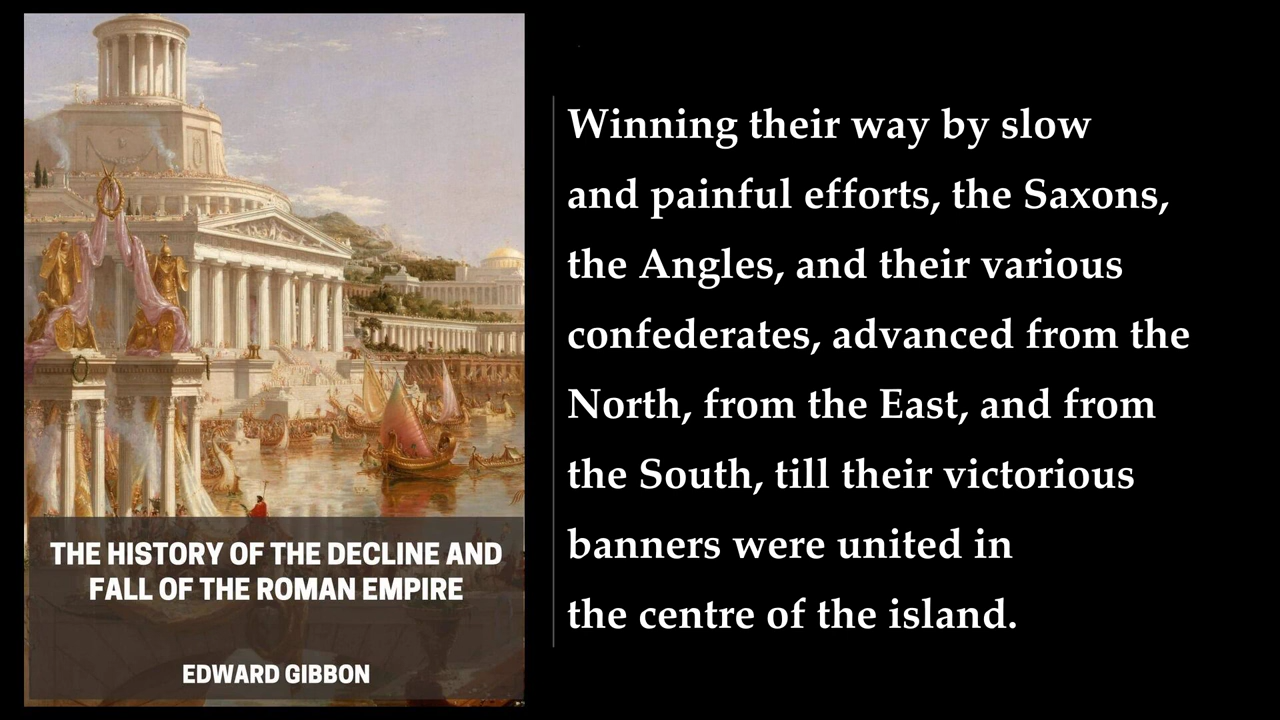 THE HISTORY OF THE DECLINE AND
FALL OF THE ROMAN EMPIRE
EDWARD GIBBON
Winning their way by slow
and painful efforts, the Saxons,
the Angles, and their various
confederates, advanced from the
North, from the East, and from
the South, till their victorious
banners were united in
the centre of the island.